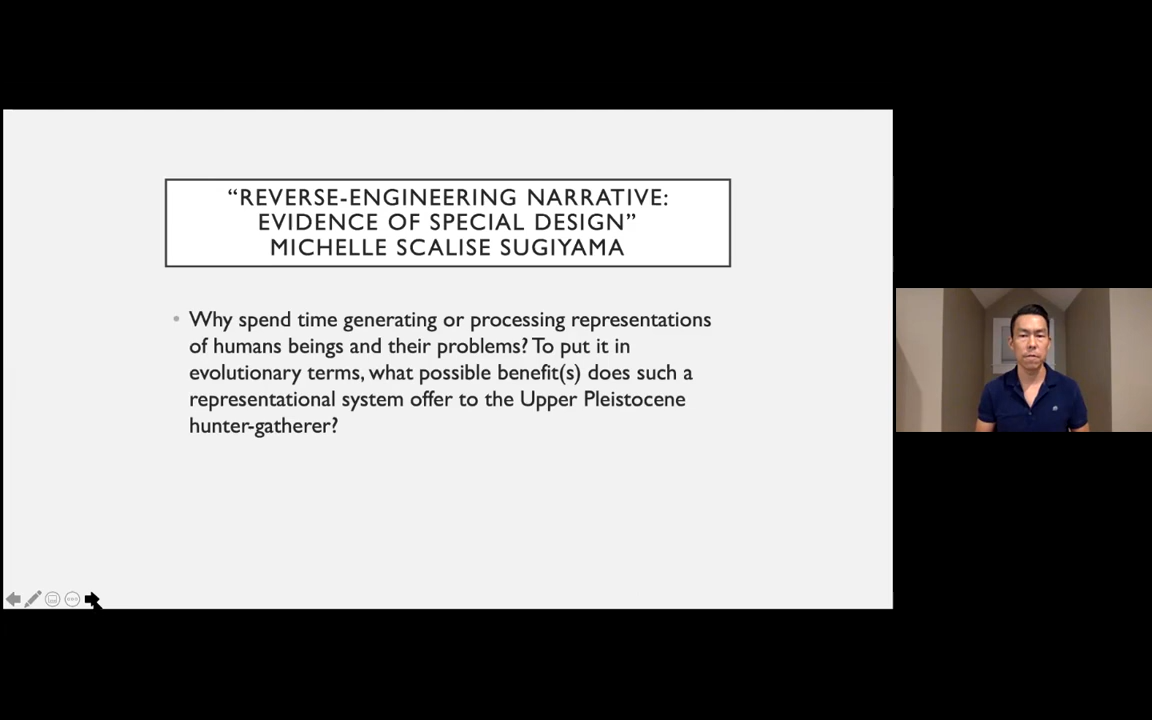 “REVERSE-ENGINEERING NARRATIVE:
EVIDENCE OF SPECIAL DESIGN”
MICHELLE SCALISE SUGIYAMA
• Why spend time generating or processing representations
of humans beings and their problems? To put it in
evolutionary terms, what possible benefit(s) does such a
representational system offer to the Upper Pleistocene
hunter-gatherer?